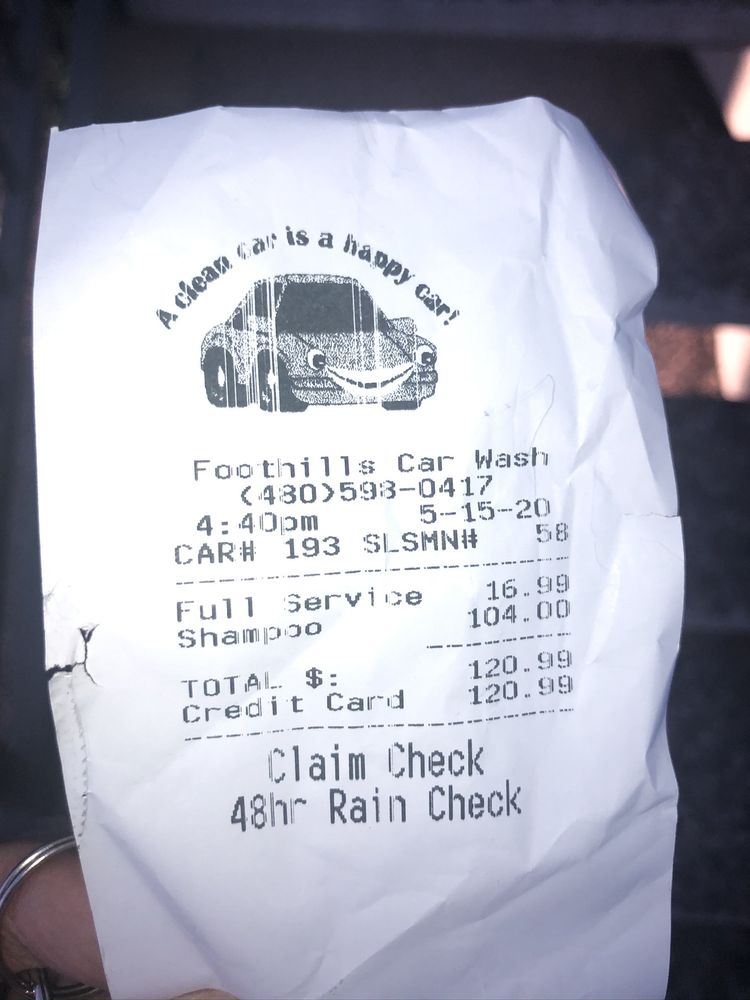 A clean car is a happy car!
Foothills Car Wash
(480)598-0417
4:40pm 5-15-20
CAR# 193 SLSMN# 58
Full Service 16.99
Shampoo 104.00
TOTAL $: 120.99
Credit Card 120.99
Claim Check
48hr Rain Check